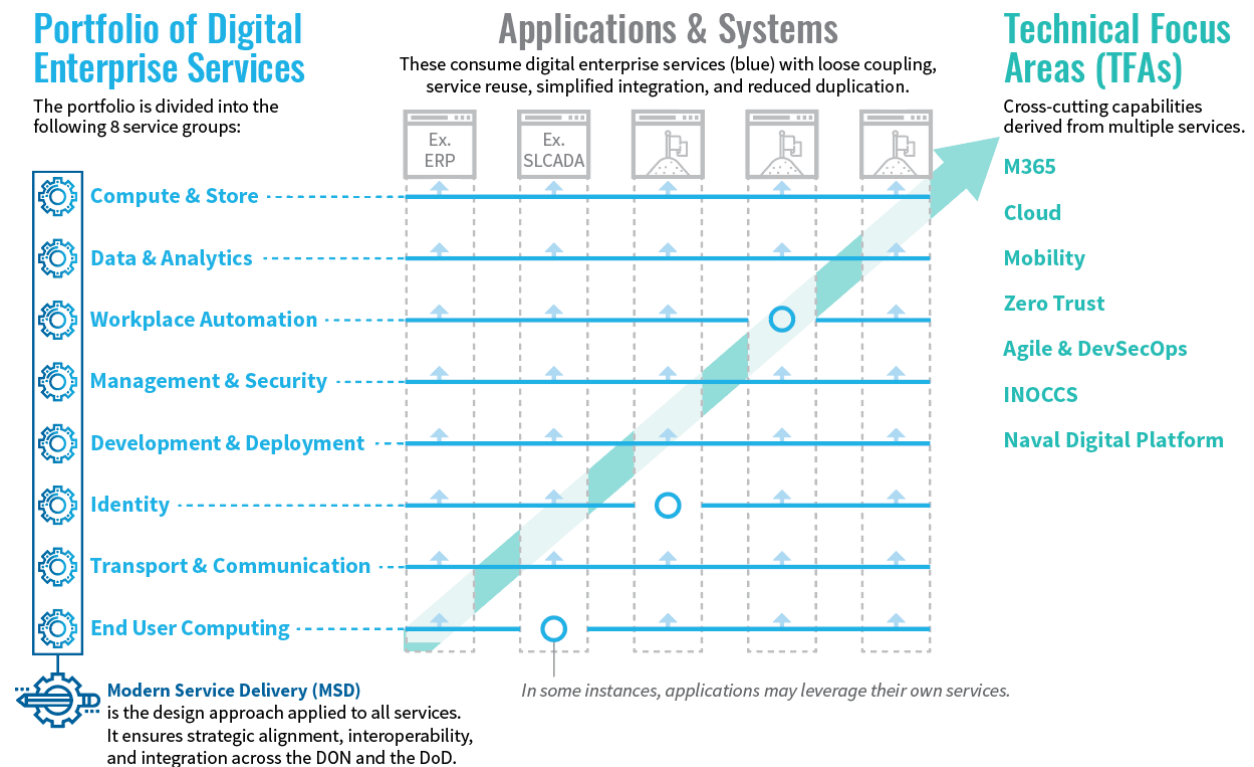 Portfolio of Digital
Enterprise Services
The portfolio is divided into the
following 8 service groups:
Compute & Store
Data & Analytics
Workplace Automation
Management & Security
Development & Deployment
Identity
Transport & Communication
End User Computing
Modern Service Delivery (MSD)
is the design approach applied to all services.
It ensures strategic alignment, interoperability,
and integration across the DON and the DoD.
Applications & Systems
These consume digital enterprise services (blue) with loose coupling,
service reuse, simplified integration, and reduced duplication.
Ex.
ERP
Ex.
SLCADA
In some instances, applications may leverage their own services.
Technical Focus
Areas (TFAs)
Cross-cutting capabilities
derived from multiple services.
M365
Cloud
Mobility
Zero Trust
Agile & DevSecOps
INOCCS
Naval Digital Platform